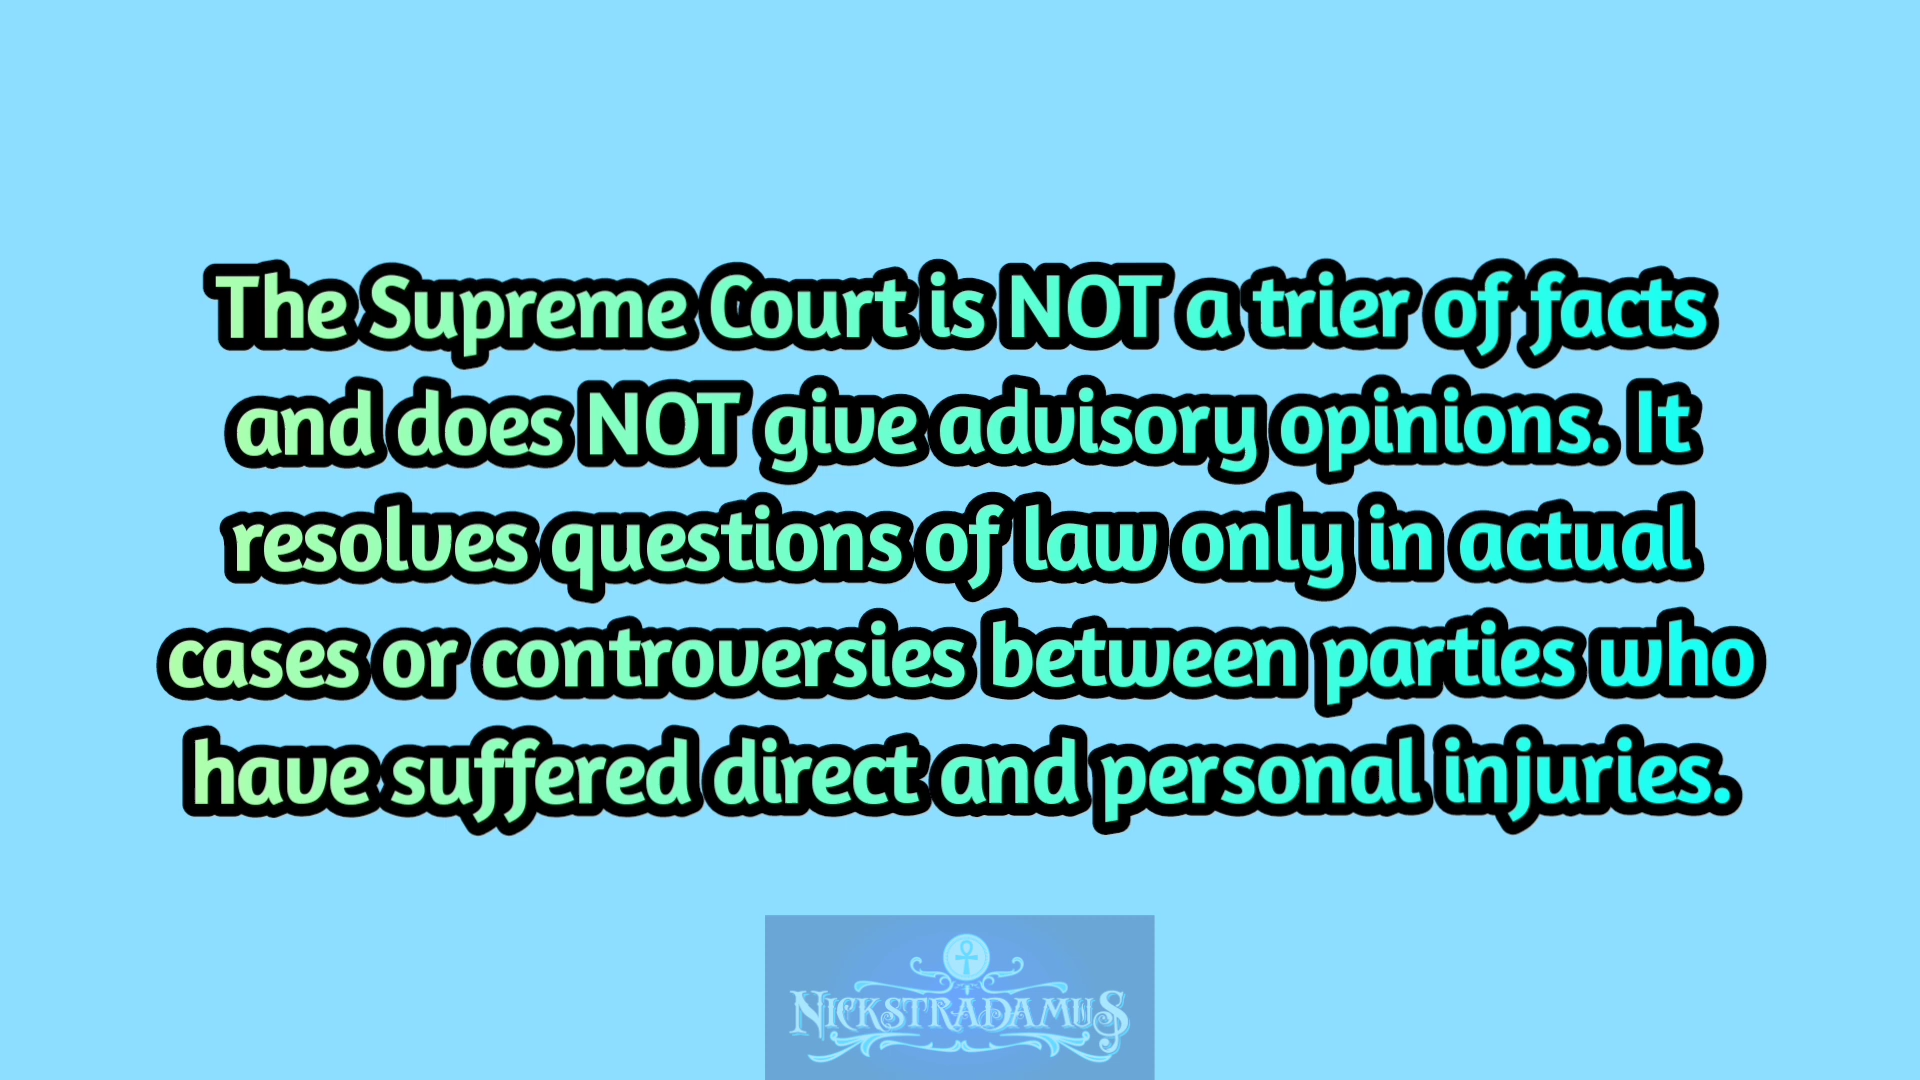 The Supreme Court is NOT a trier of facts
and does NOT give advisory opinions. It
resolves questions of law only in actual
cases or controversies between parties who
have suffered direct and personal injuries.
NICKSTRADAMUS